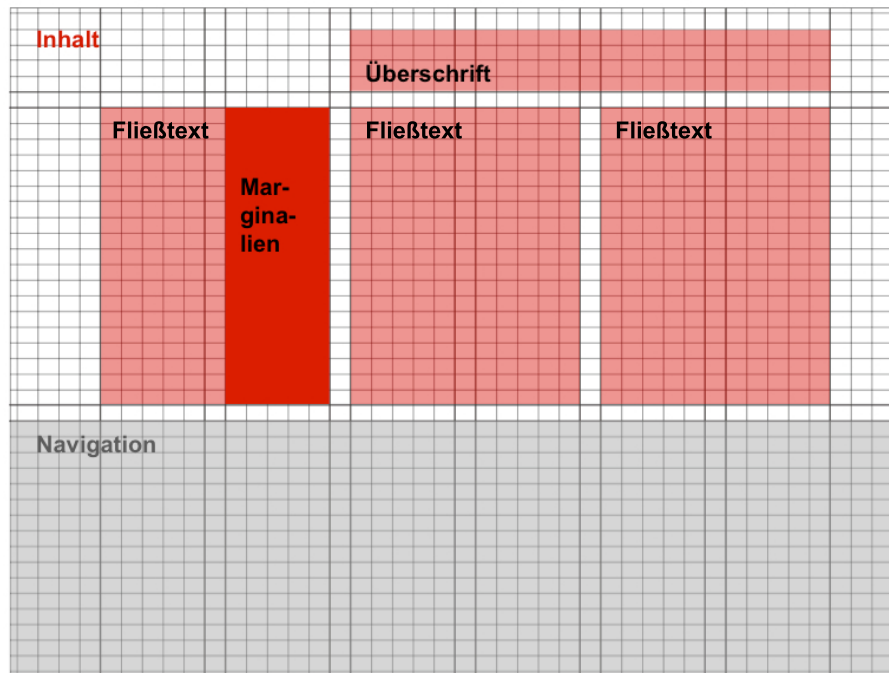 Inhalt
Überschrift
Fließtext
Mar-
gina-
lien
Fließtext
Fließtext
Navigation